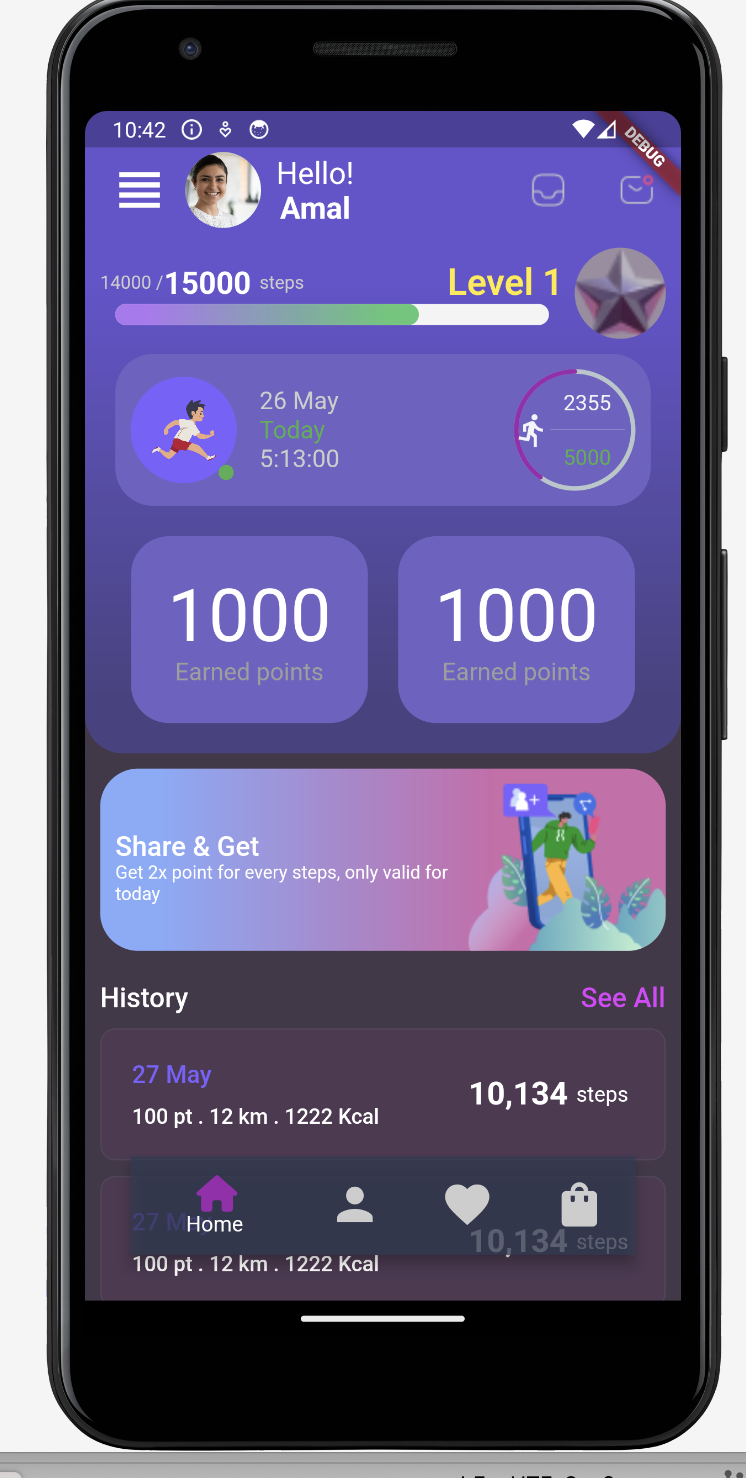 10:42
DEBUG
Hello!
Amal
14000 /15000 steps
Level 1
26 May
Today
5:13:00
2355
5000
1000
Earned points
1000
Earned points
Share & Get
Get 2x point for every steps, only valid for
today
History
See All
27 May
10,134 steps
100 pt . 12 km . 1222 Kcal
27 M
Home
10,134 steps
100 pt . 12 km . 1222 Kcal